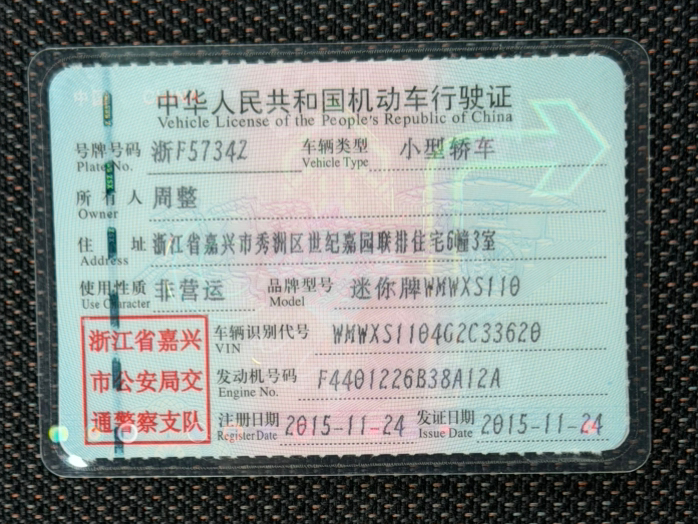 中华人民共和国机动车行驶证
Vehicle License of the People's Republic of China
号牌号码 浙F57342 车辆类型 小型轿车
Plate No. Vehicle Type
所有人 周整
Owner
住址 浙江省嘉兴市秀洲区世纪嘉园联排住宅6幢3室
Address
使用性质 非营运 品牌型号 迷你牌WMWXS110
Use Character Model
浙江省嘉兴
市公安局交
通警察支队
车辆识别代号 WMWXS1104G2C33620
VIN
发动机号码 F4401226B38A12A
Engine No.
注册日期 2015-11-24 发证日期 2015-11-24
Register Date Issue Date